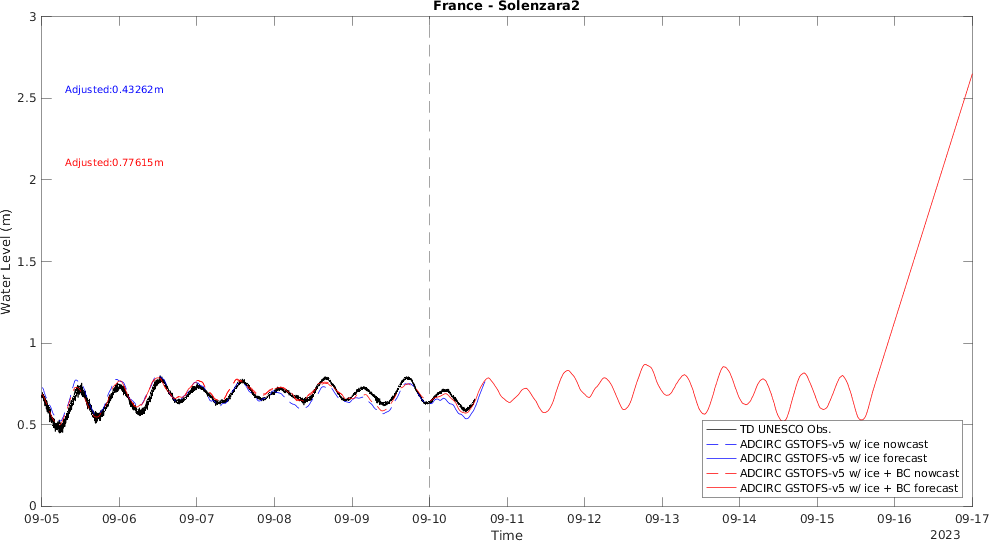 France - Solenzara2
3
2.5
2
1.5
1
0.5
0
Water Level (m)
Adjusted:0.43262m
Adjusted:0.77615m
TD UNESCO Obs.
ADCIRC GSTOFS-v5 w/ ice nowcast
ADCIRC GSTOFS-v5 w/ ice forecast
ADCIRC GSTOFS-v5 w/ ice + BC nowcast
ADCIRC GSTOFS-v5 w/ ice + BC forecast
09-05 09-06 09-07 09-08 09-09 09-10 09-11 09-12 09-13 09-14 09-15 09-16 09-17
Time
2023